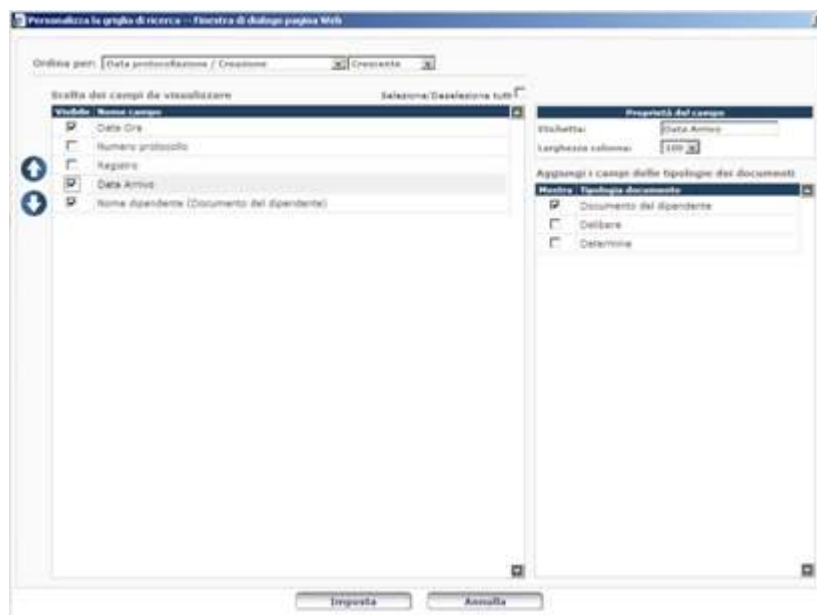 Personalizza la griglia di ricerca -- Finestra di dialogo pagina Web
Ordina per: Data protocollazione / Creazione Crescente
Scelta dei campi da visualizzare Seleziona/Deseleziona tutti
Visibile Nome campo
Data Ora
Numero protocollo
Registro
Data Arrivo
Nome dipendente (Documento del dipendente)
Proprietà del campo
Etichetta: Data Arrivo
Larghezza colonna: 100
Aggiungi i campi delle tipologie dei documenti
Mostra Tipologia documento
Documento del dipendente
Delibere
Determine
Imposta Annulla